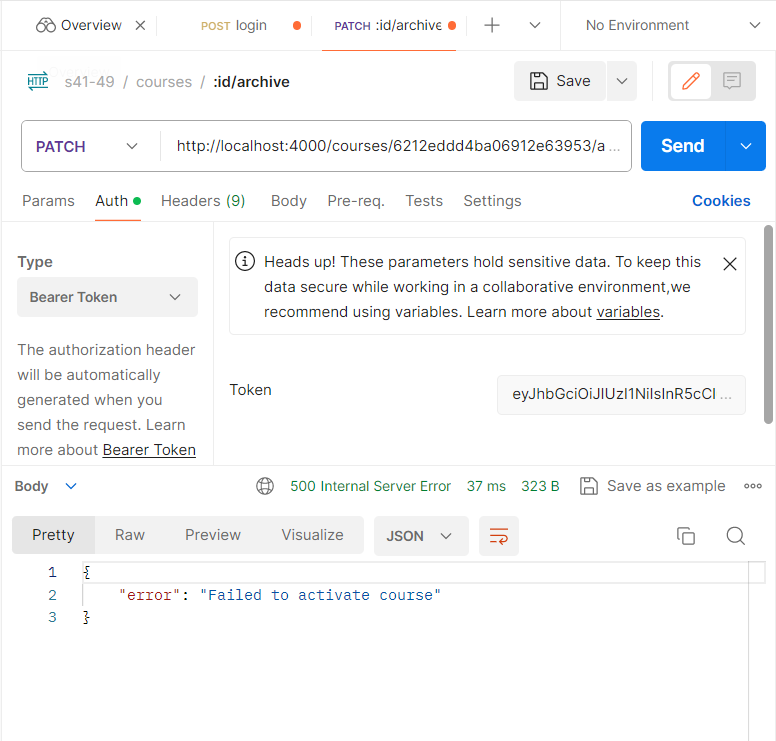 Overview
POST login
PATCH :id/archive
No Environment
HTTP s41-49 / courses / :id/archive
Save
PATCH
http://localhost:4000/courses/6212eddd4ba06912e63953/a ...
Send
Params Auth Headers (9) Body Pre-req. Tests Settings Cookies
Type
Bearer Token
The authorization header
will be automatically
generated when you
send the request. Learn
more about Bearer Token
Heads up! These parameters hold sensitive data. To keep this
data secure while working in a collaborative environment,we
recommend using variables. Learn more about variables.
Token
eyJhbGciOiJIUzI1NiIsInR5cCI ...
Body
500 Internal Server Error 37 ms 323 B Save as example
Pretty Raw Preview Visualize JSON
1 {
2 "error": "Failed to activate course"
3 }